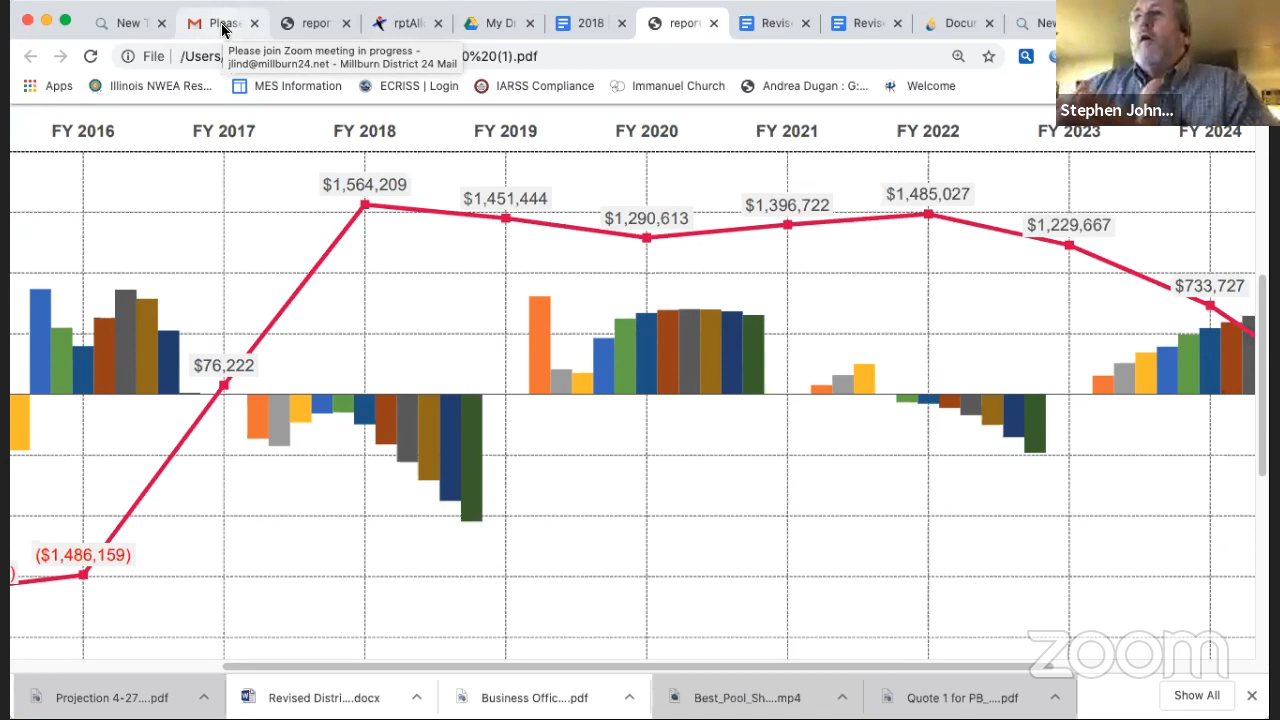 New T
Please
repor
rptAll
My Dr
2018
report
Revise
Revise
Docur
Nev
File
/Users/
0%20(1).pdf
Please join Zoom meeting in progress -
jlind@millburn24.net - Millburn District 24 Mail
Apps
Illinois NWEA Res...
MES Information
ECRISS | Login
IARSS Compliance
Immanuel Church
Andrea Dugan : G:...
Welcome
Stephen John...
FY 2016
FY 2017
FY 2018
FY 2019
FY 2020
FY 2021
FY 2022
FY 2023
FY 2024
$1,564,209
$1,451,444
$1,290,613
$1,396,722
$1,485,027
$1,229,667
$733,727
$76,222
($1,486,159)
)
zoom
Projection 4-27....pdf
Revised Distri....docx
Business Offic....pdf
Best_Pool_Sh....mp4
Quote 1 for PB_....pdf
Show All